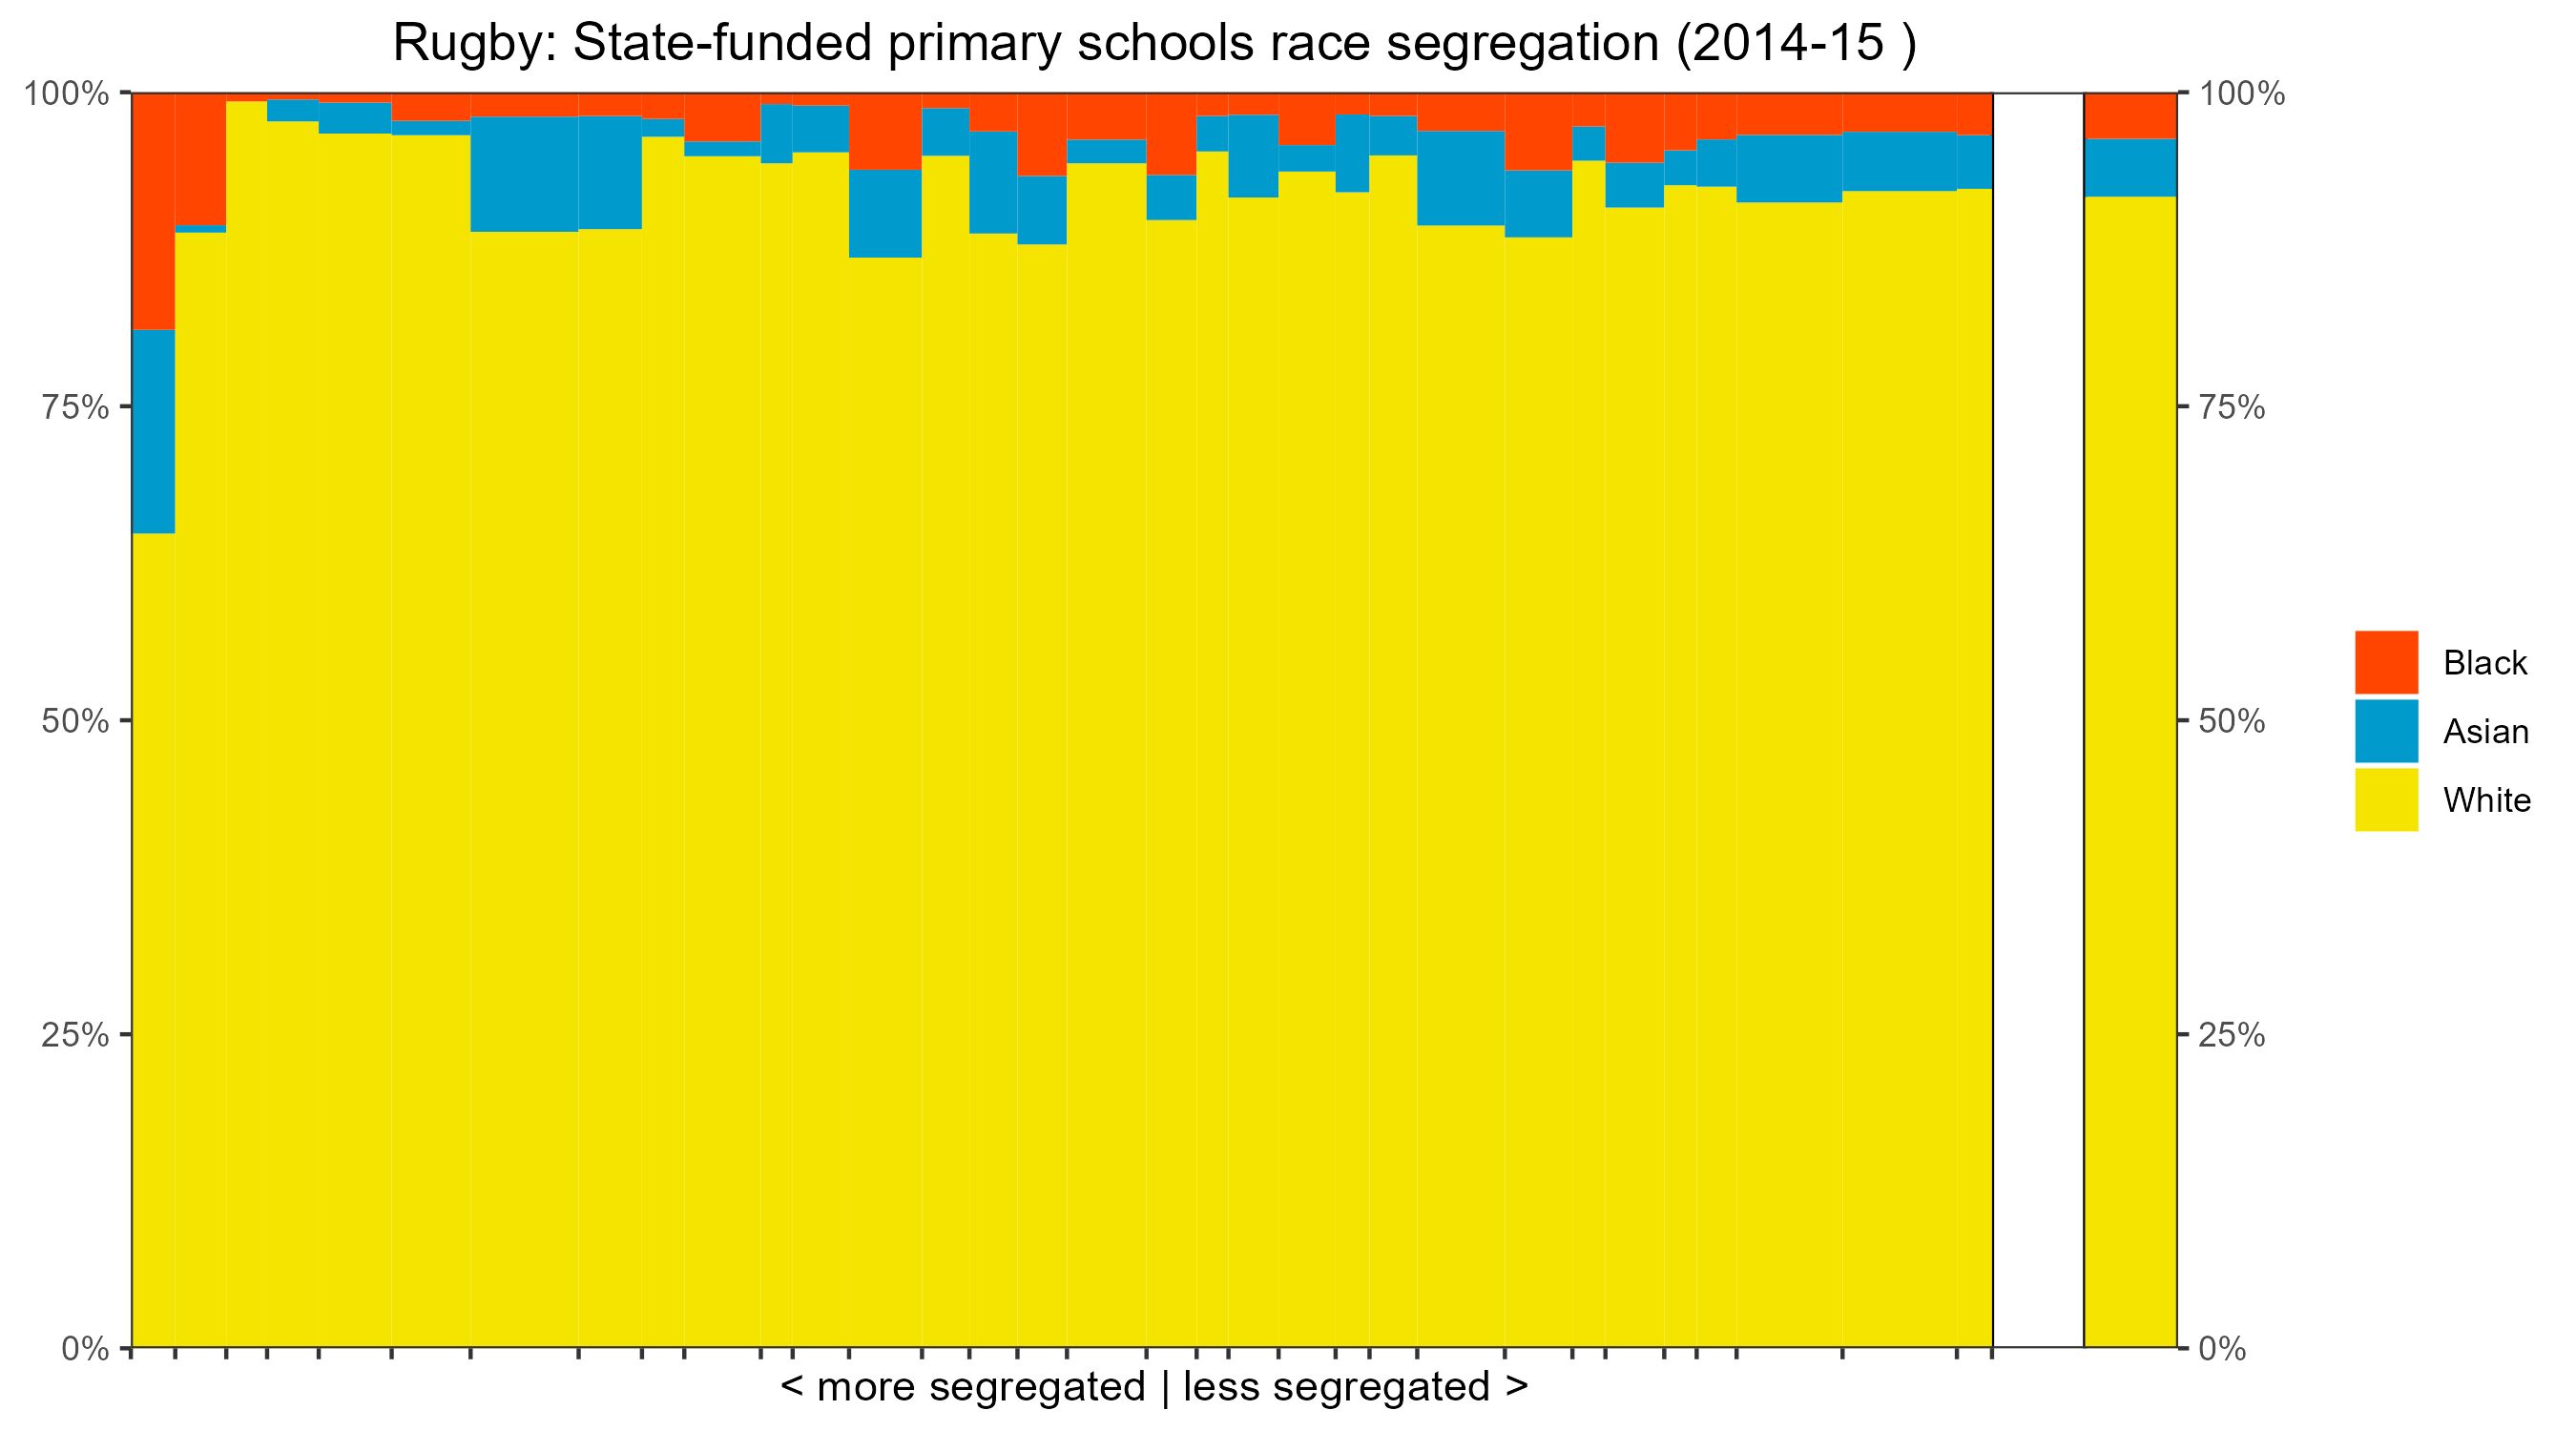 Rugby: State-funded primary schools race segregation (2014-15 )
100%
75%
50%
25%
0%
100%
75%
50%
25%
0%
Black
Asian
White
< more segregated | less segregated >